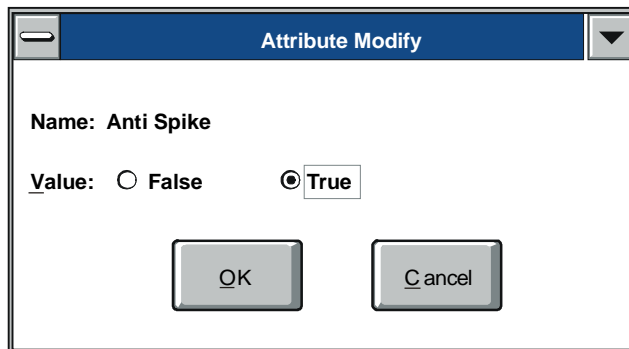 Attribute Modify
Name: Anti Spike
Value: False True
OK Cancel